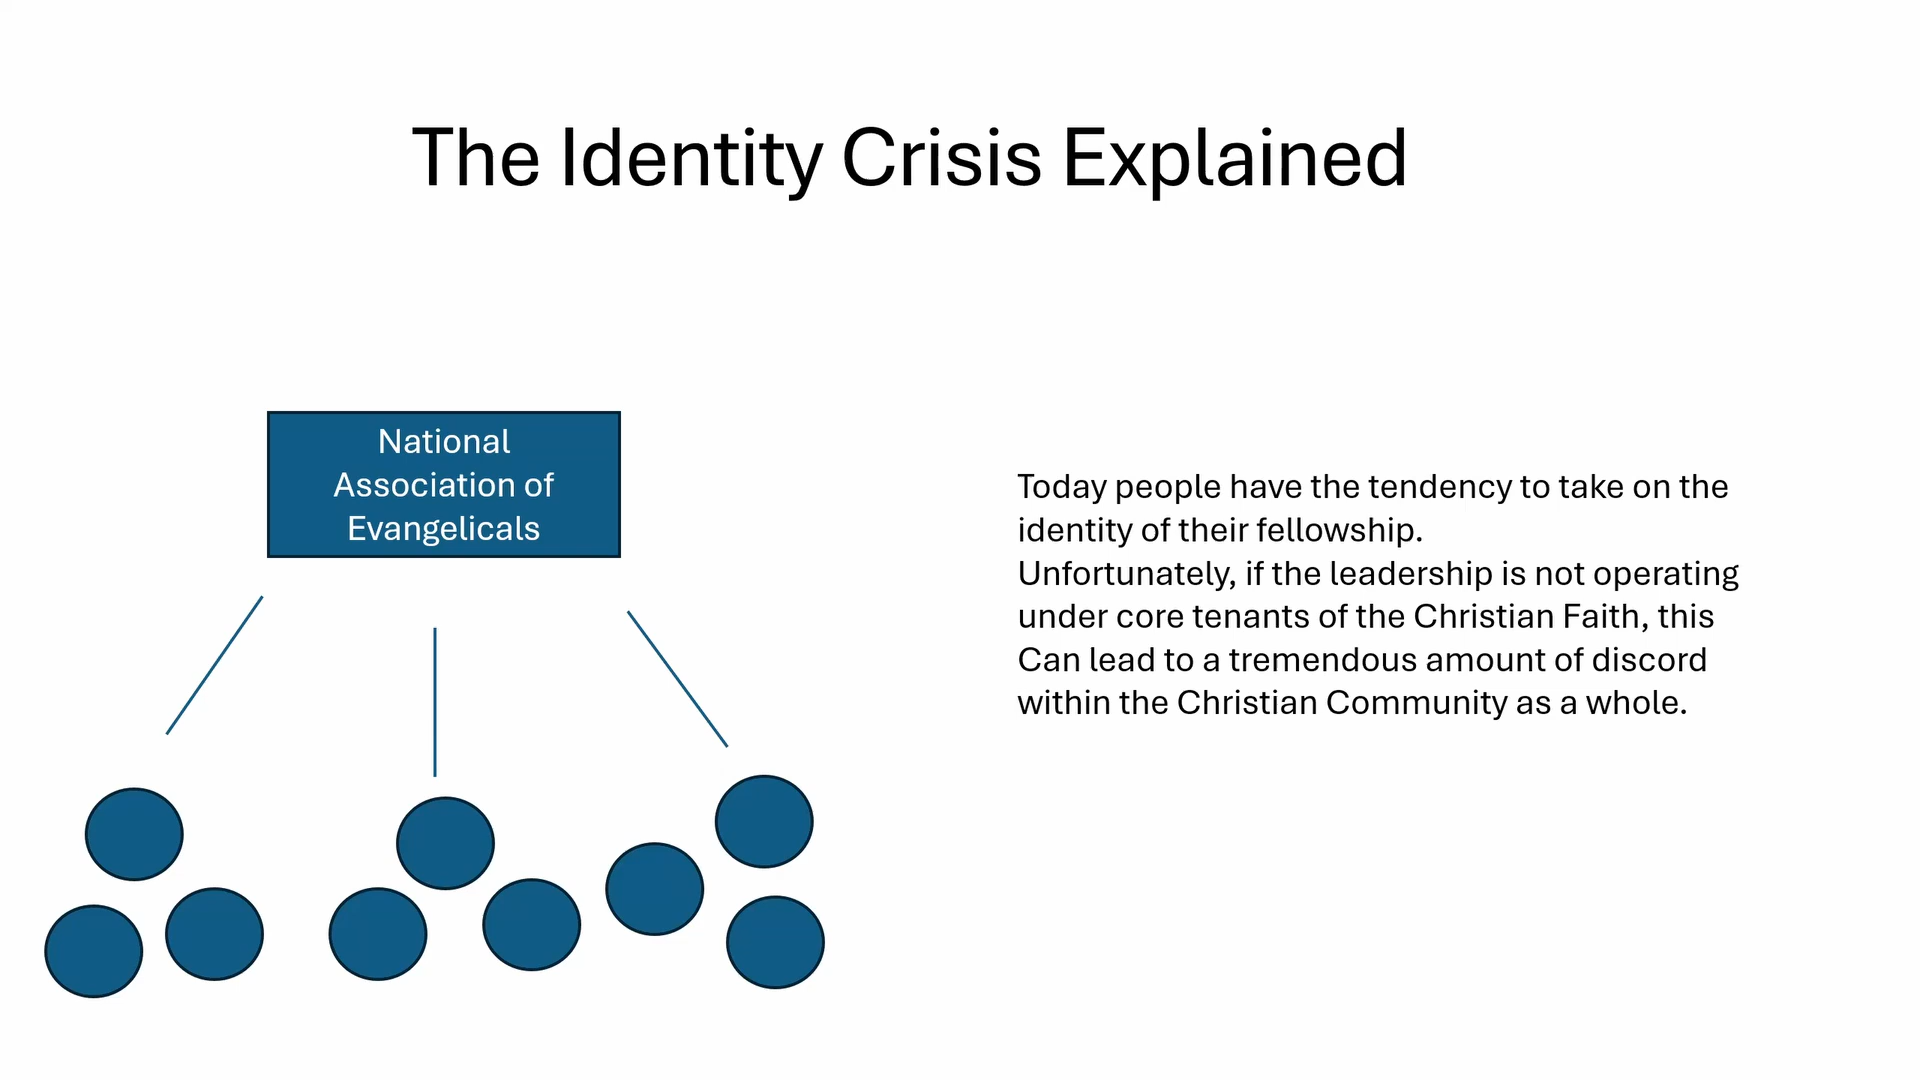 The Identity Crisis Explained
National
Association of
Evangelicals
Today people have the tendency to take on the
identity of their fellowship.
Unfortunately, if the leadership is not operating
under core tenants of the Christian Faith, this
Can lead to a tremendous amount of discord
within the Christian Community as a whole.